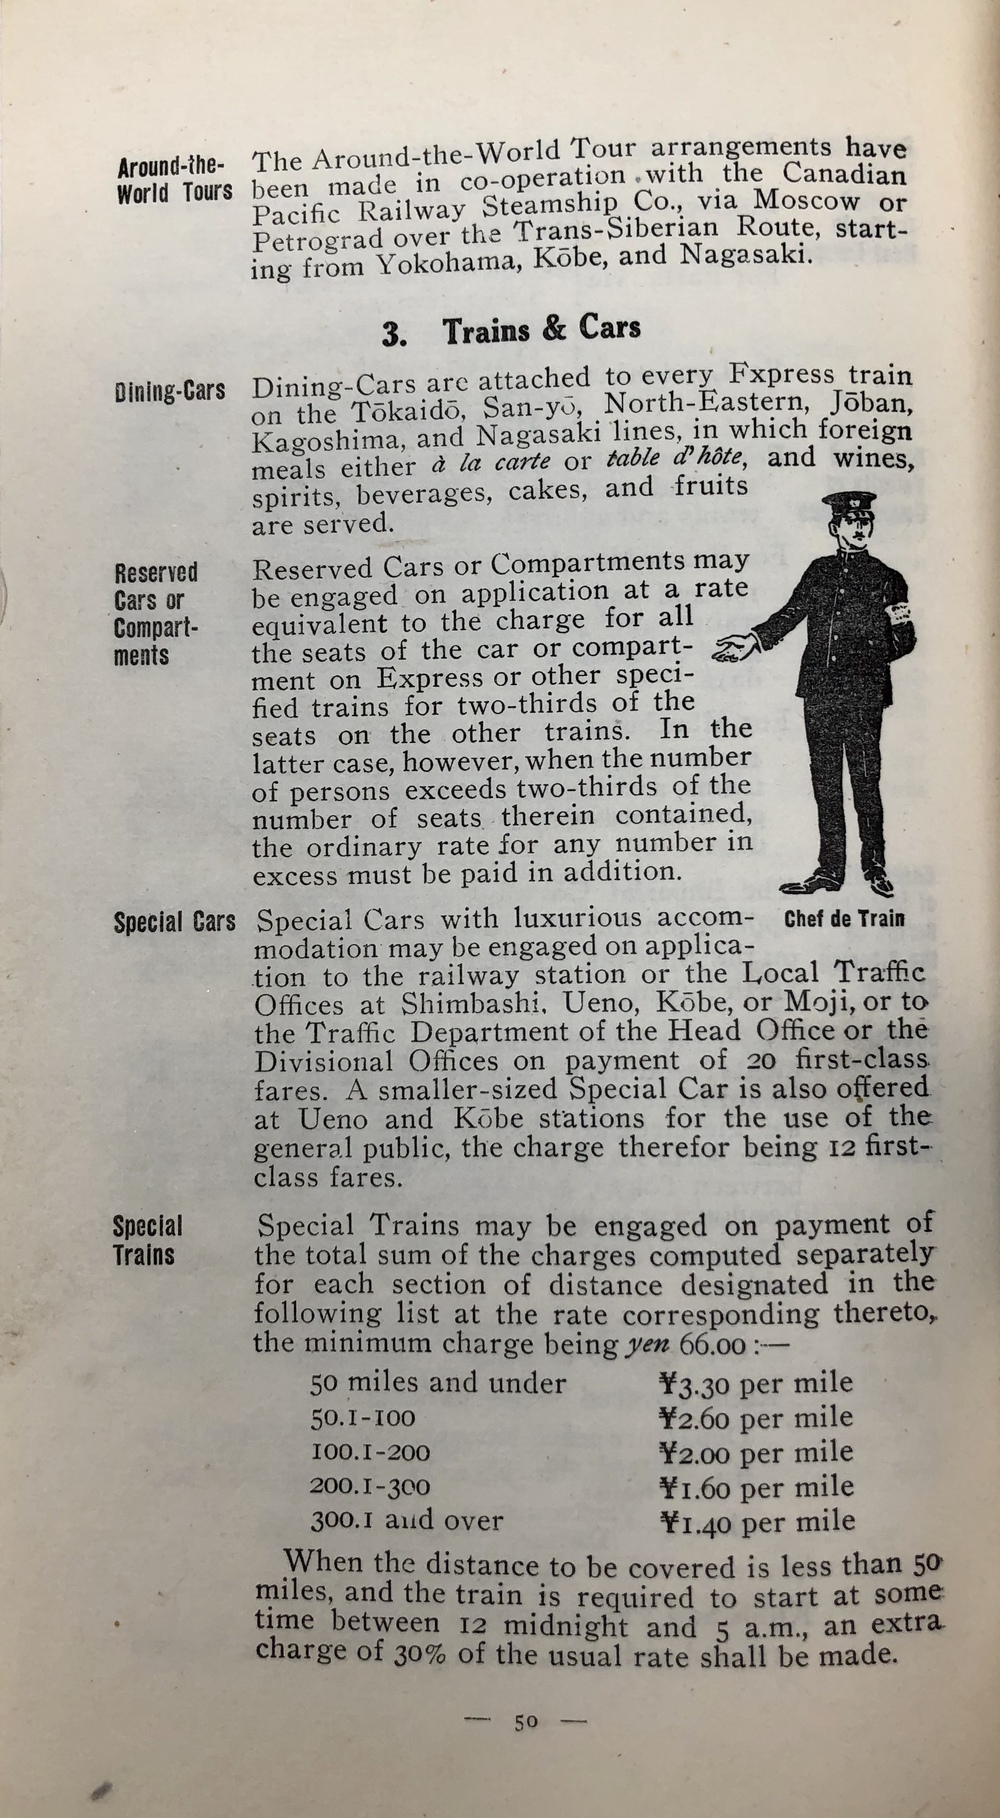 Around-the-
World Tours
The Around-the-World Tour arrangements have
been made in co-operation with the Canadian
Pacific Railway Steamship Co., via Moscow or
Petrograd over the Trans-Siberian Route, start-
ing from Yokohama, Kōbe, and Nagasaki.
3. Trains & Cars
Dining-Cars
Dining-Cars are attached to every Fxpress train
on the Tōkaidō, San-yō, North-Eastern, Jōban,
Kagoshima, and Nagasaki lines, in which foreign
meals either à la carte or table d'hôte, and wines,
spirits, beverages, cakes, and fruits
are served.
Reserved
Cars or
Compart-
ments
Reserved Cars or Compartments may
be engaged on application at a rate
equivalent to the charge for all
the seats of the car or compart-
ment on Express or other speci-
fied trains for two-thirds of the
seats on the other trains. In the
latter case, however, when the number
of persons exceeds two-thirds of the
number of seats therein contained,
the ordinary rate for any number in
excess must be paid in addition.
Chef de Train
Special Cars
Special Cars with luxurious accom-
modation may be engaged on applica-
tion to the railway station or the Local Traffic
Offices at Shimbashi, Ueno, Kōbe, or Moji, or to
the Traffic Department of the Head Office or the
Divisional Offices on payment of 20 first-class
fares. A smaller-sized Special Car is also offered
at Ueno and Kōbe stations for the use of the
general public, the charge therefor being 12 first-
class fares.
Special
Trains
Special Trains may be engaged on payment of
the total sum of the charges computed separately
for each section of distance designated in the
following list at the rate corresponding thereto,
the minimum charge being yen 66.00 :—
50 miles and under ¥3.30 per mile
50.1-100 ¥2.60 per mile
100.1-200 ¥2.00 per mile
200.1-300 ¥1.60 per mile
300.1 and over ¥1.40 per mile
When the distance to be covered is less than 50
miles, and the train is required to start at some
time between 12 midnight and 5 a.m., an extra
charge of 30% of the usual rate shall be made.
— 50 —